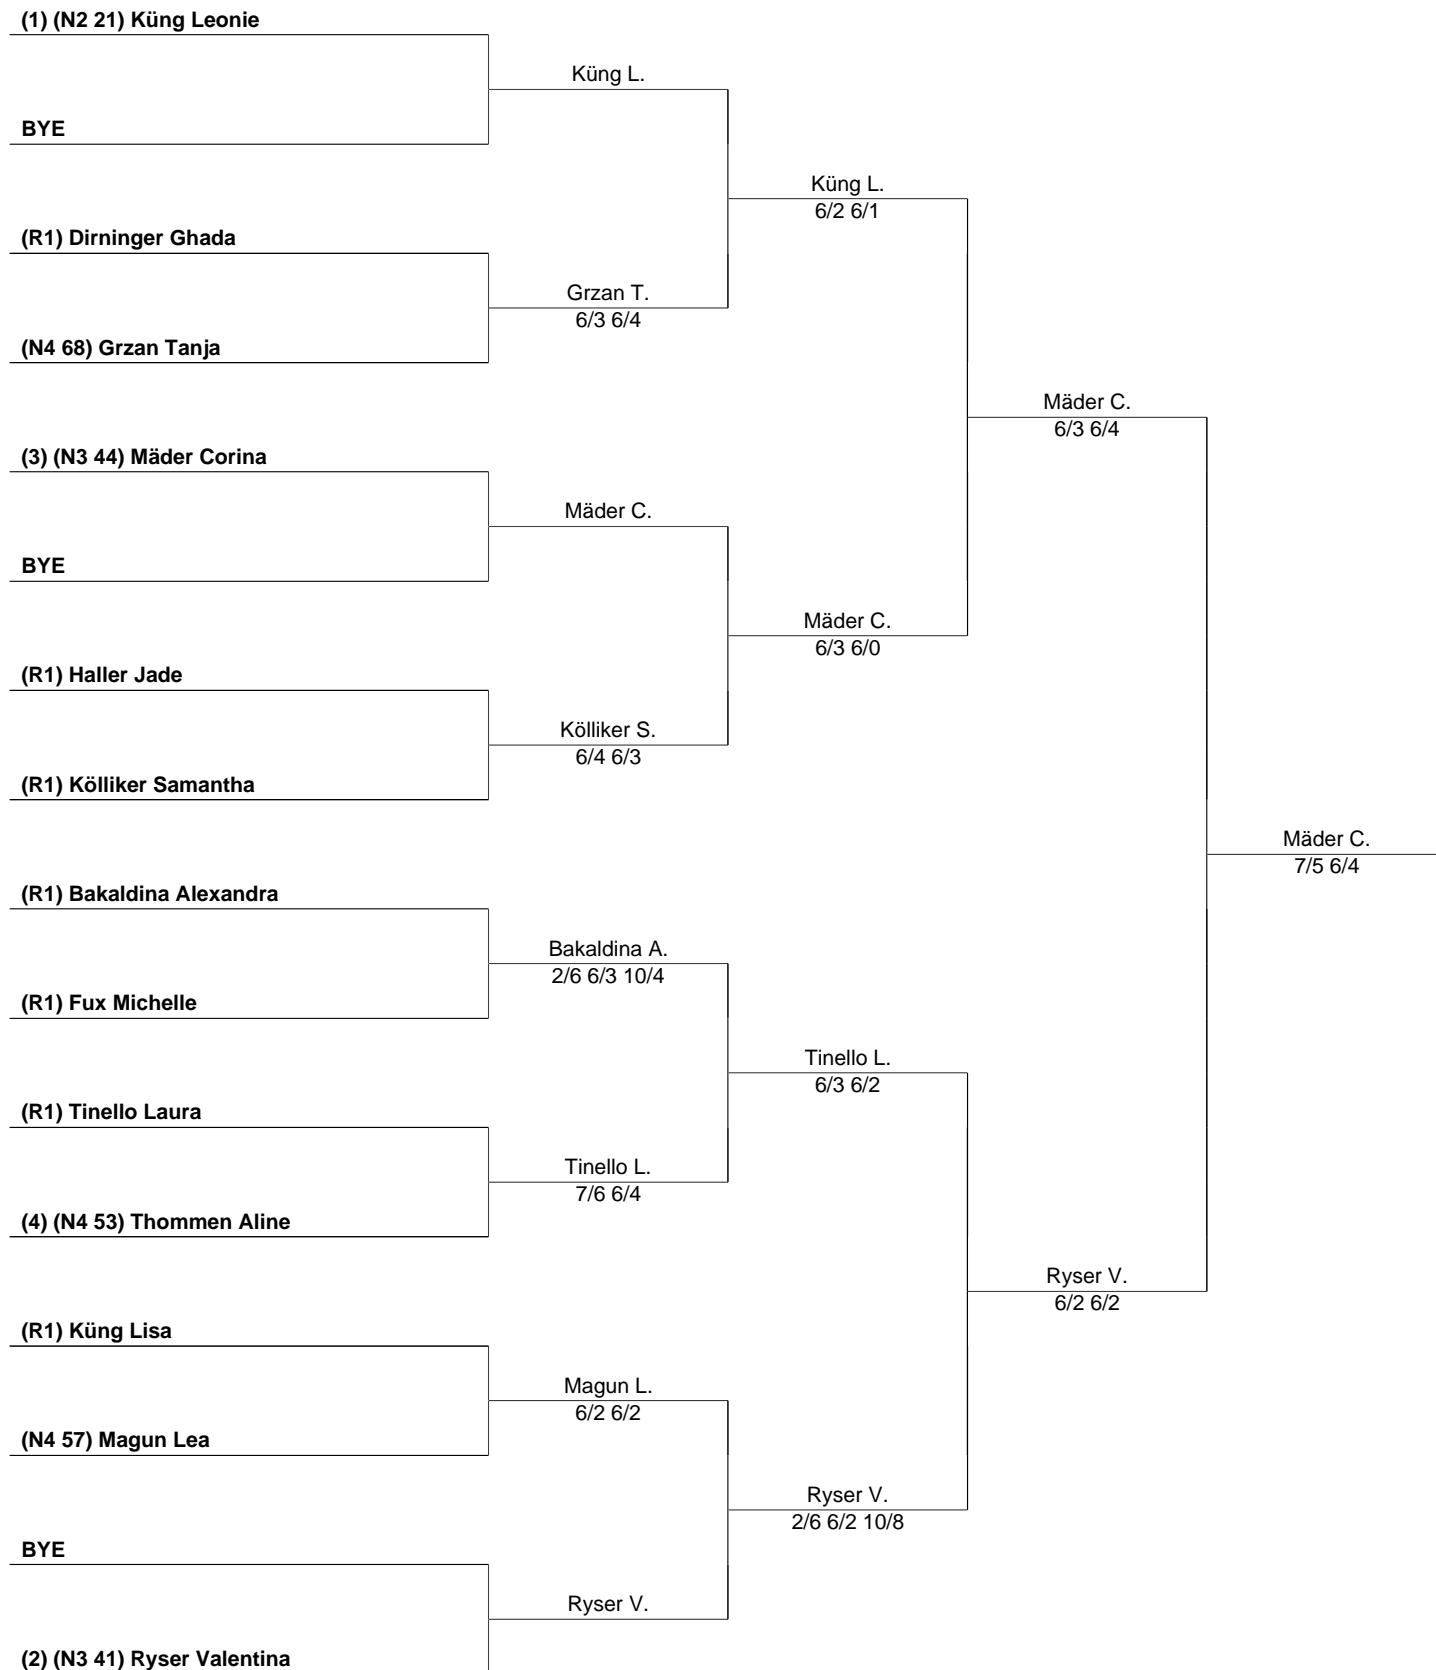 (1) (N2 21) Küng Leonie
Küng L.
BYE
Küng L.
6/2 6/1
(R1) Dirninger Ghada
Grzan T.
6/3 6/4
(N4 68) Grzan Tanja
Mäder C.
6/3 6/4
(3) (N3 44) Mäder Corina
Mäder C.
BYE
Mäder C.
6/3 6/0
(R1) Haller Jade
Kölliker S.
6/4 6/3
(R1) Kölliker Samantha
Mäder C.
7/5 6/4
(R1) Bakaldina Alexandra
Bakaldina A.
2/6 6/3 10/4
(R1) Fux Michelle
Tinello L.
6/3 6/2
(R1) Tinello Laura
Tinello L.
7/6 6/4
(4) (N4 53) Thommen Aline
Ryser V.
6/2 6/2
(R1) Küng Lisa
Magun L.
6/2 6/2
(N4 57) Magun Lea
Ryser V.
2/6 6/2 10/8
BYE
Ryser V.
(2) (N3 41) Ryser Valentina